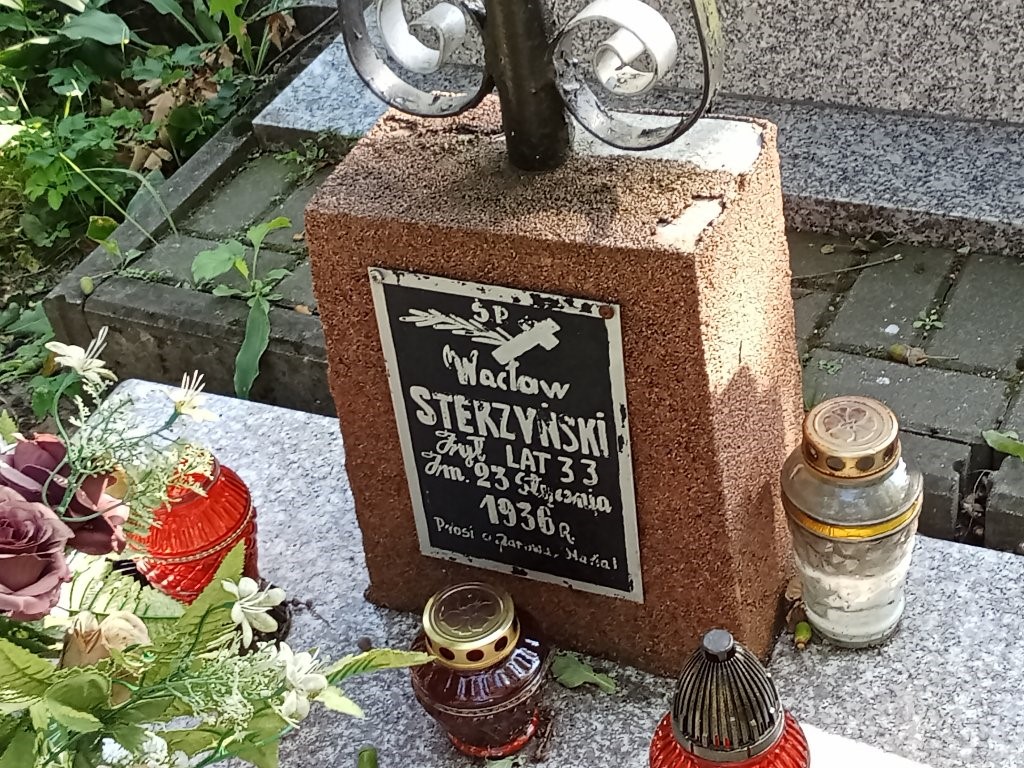 ŚP.
Wacław
STERZYŃSKI
Żył LAT 33
Zm. 23 Stycznia
1936 R.
Prosi o Zdrowaś Marja!